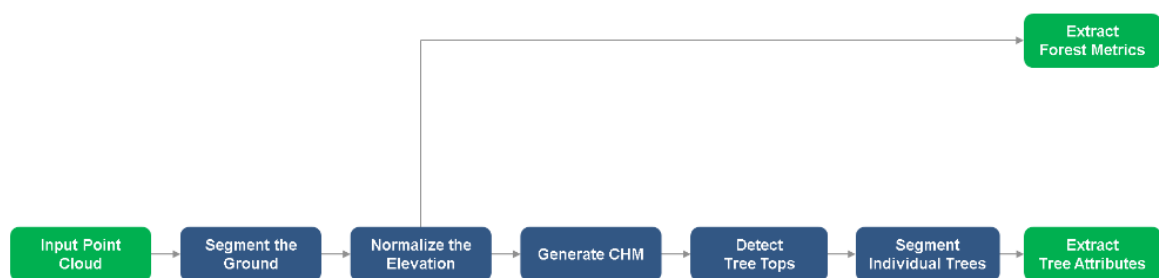 Extract
Forest Metrics
Input Point
Cloud
Segment the
Ground
Normalize the
Elevation
Generate CHM
Detect
Tree Tops
Segment
Individual Trees
Extract
Tree Attributes